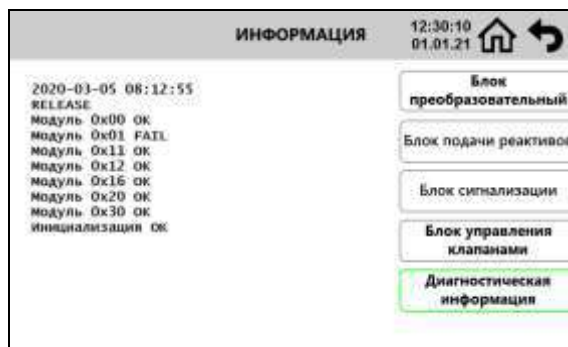 ИНФОРМАЦИЯ
12:30:10
01.01.21
2020-03-05 08:12:55
RELEASE
Модуль 0x00 OK
Модуль 0x01 FAIL
Модуль 0x11 OK
Модуль 0x12 OK
Модуль 0x16 OK
Модуль 0x20 OK
Модуль 0x30 OK
Инициализация OK
Блок
преобразовательный
Блок подачи реактивов
Блок сигнализации
Блок управления
клапанами
Диагностическая
информация